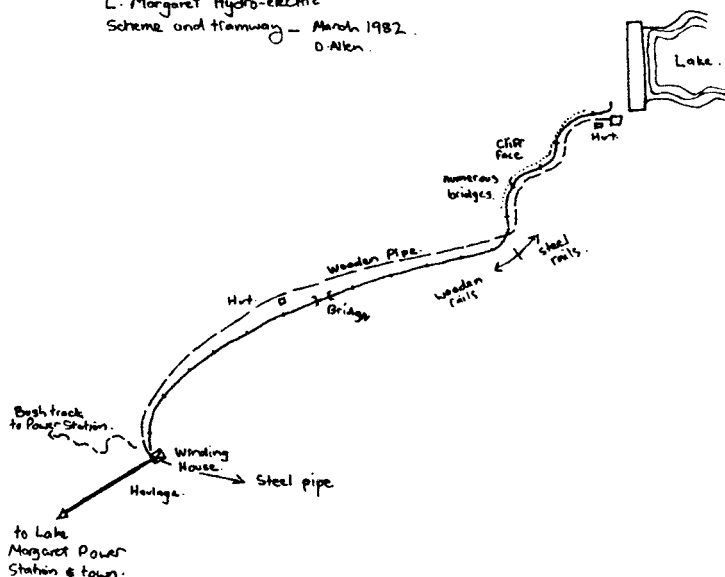 L. Margaret Hydro-electric
Scheme and tramway – March 1982.
D. Allen.
Lake.
Hut.
Cliff
face
numerous
bridges.
Steel
rails.
wooden
rails
Wooden Pipe.
Hut.
Bridge
Bush track
to Power Station.
Winding
House.
Steel pipe
Haulage.
to Lake
Margaret Power
Station & town.